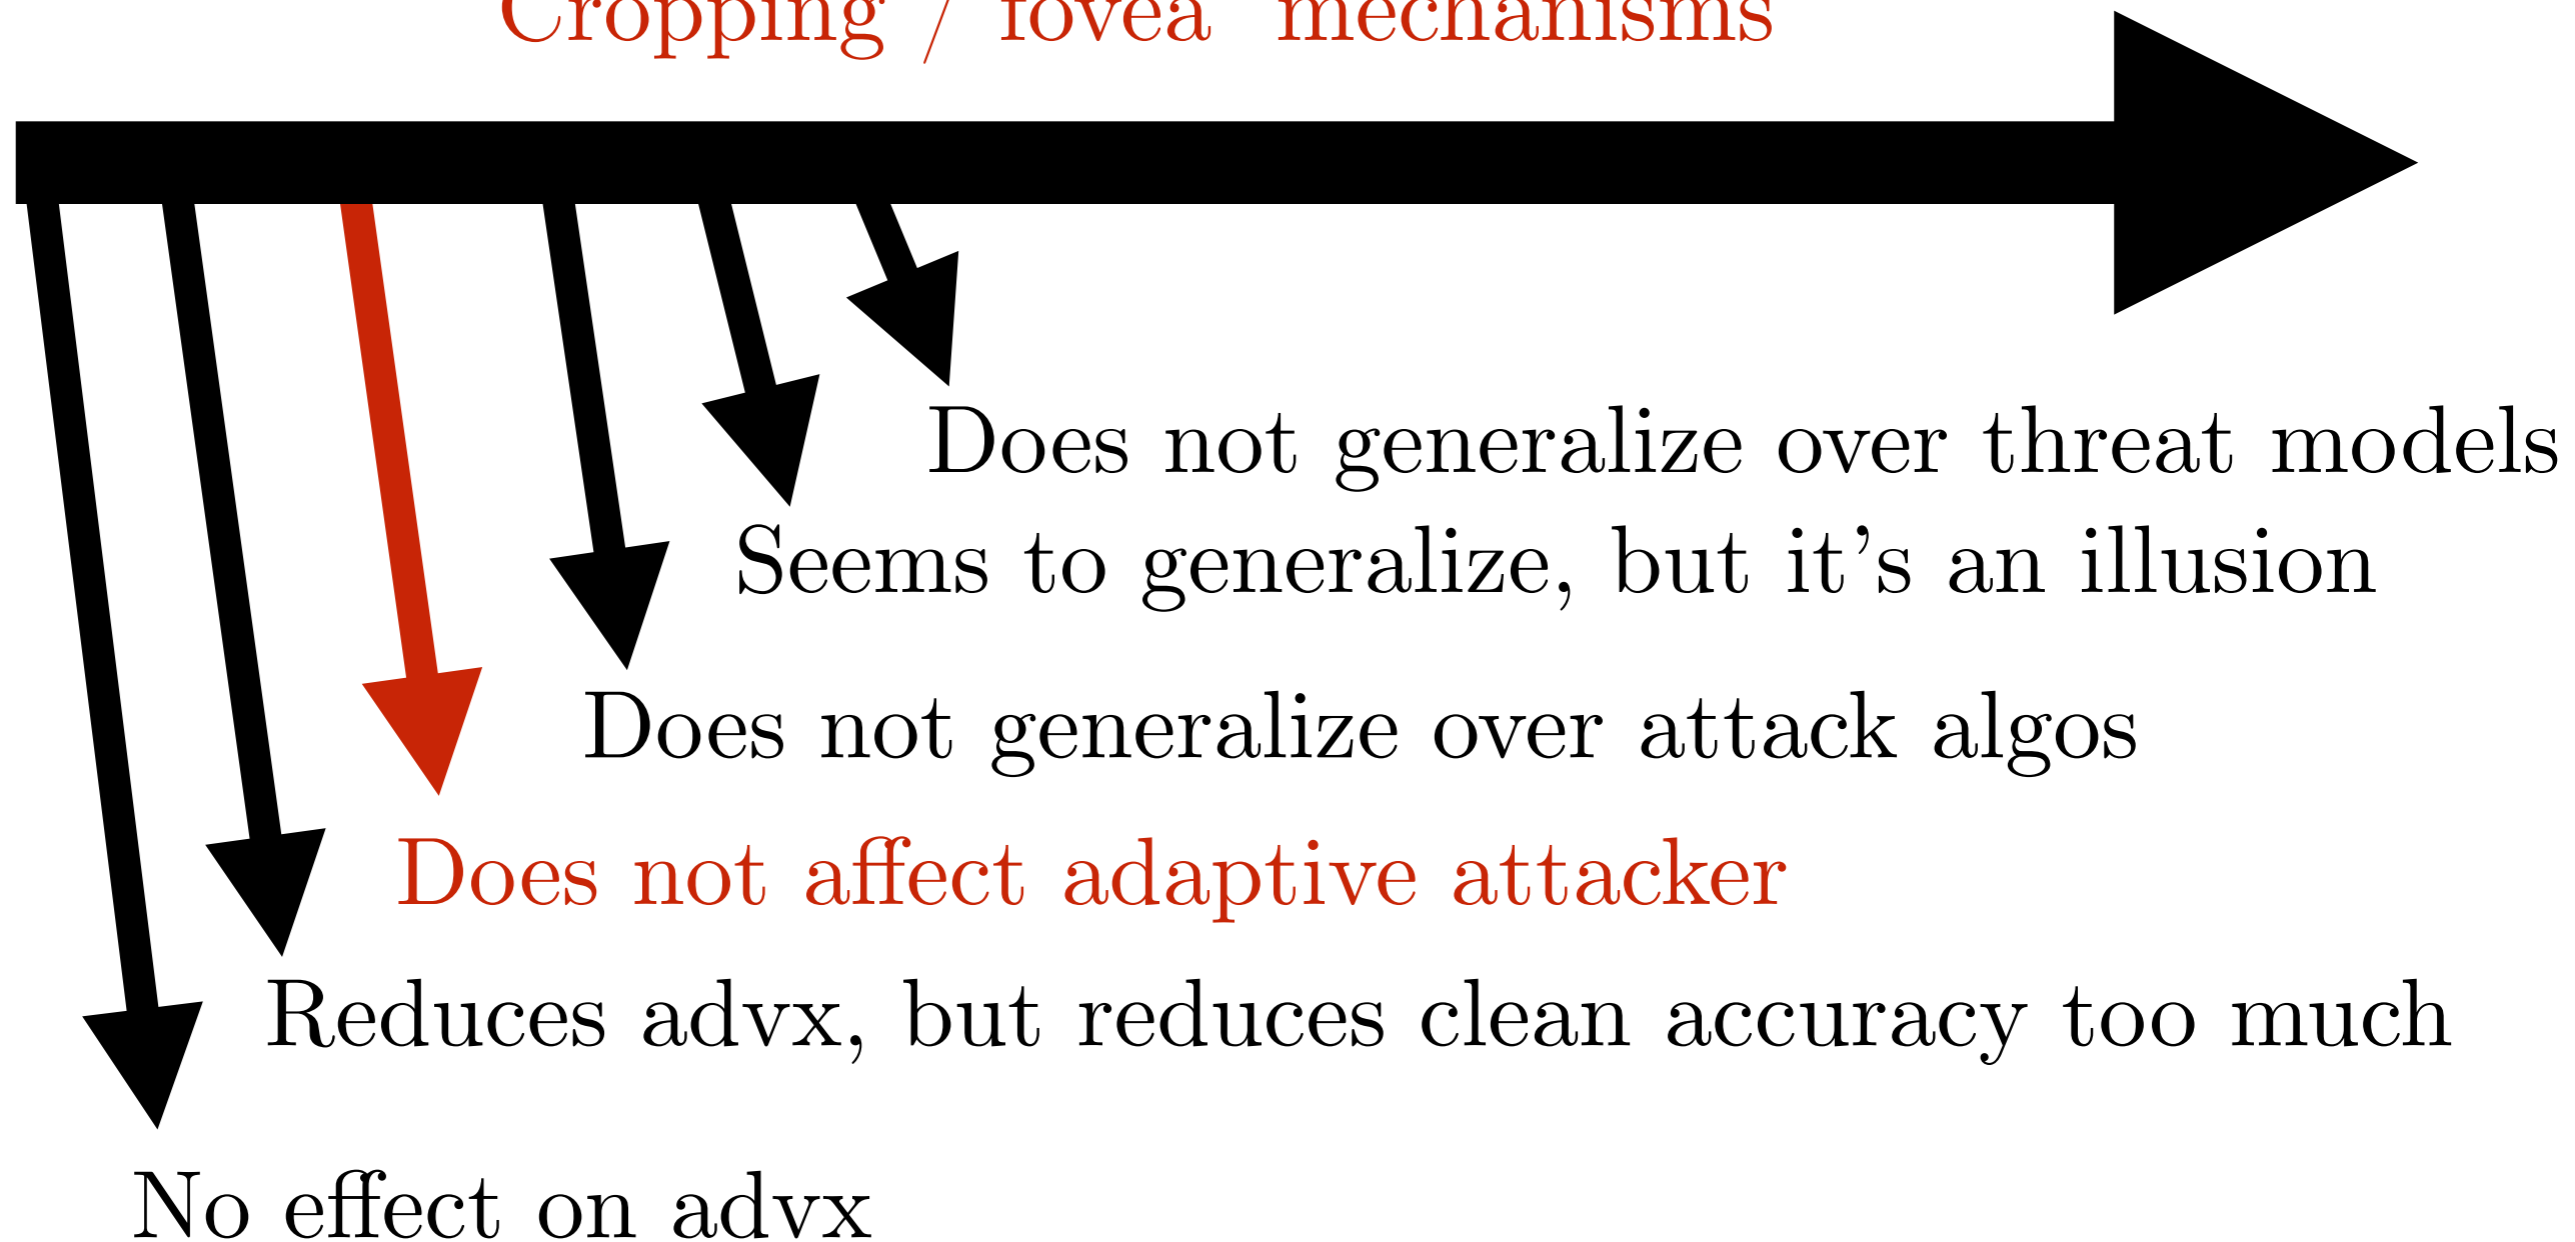 Cropping / fovea mechanisms
Does not generalize over threat models
Seems to generalize, but it's an illusion
Does not generalize over attack algos
Does not affect adaptive attacker
Reduces advx, but reduces clean accuracy too much
No effect on advx